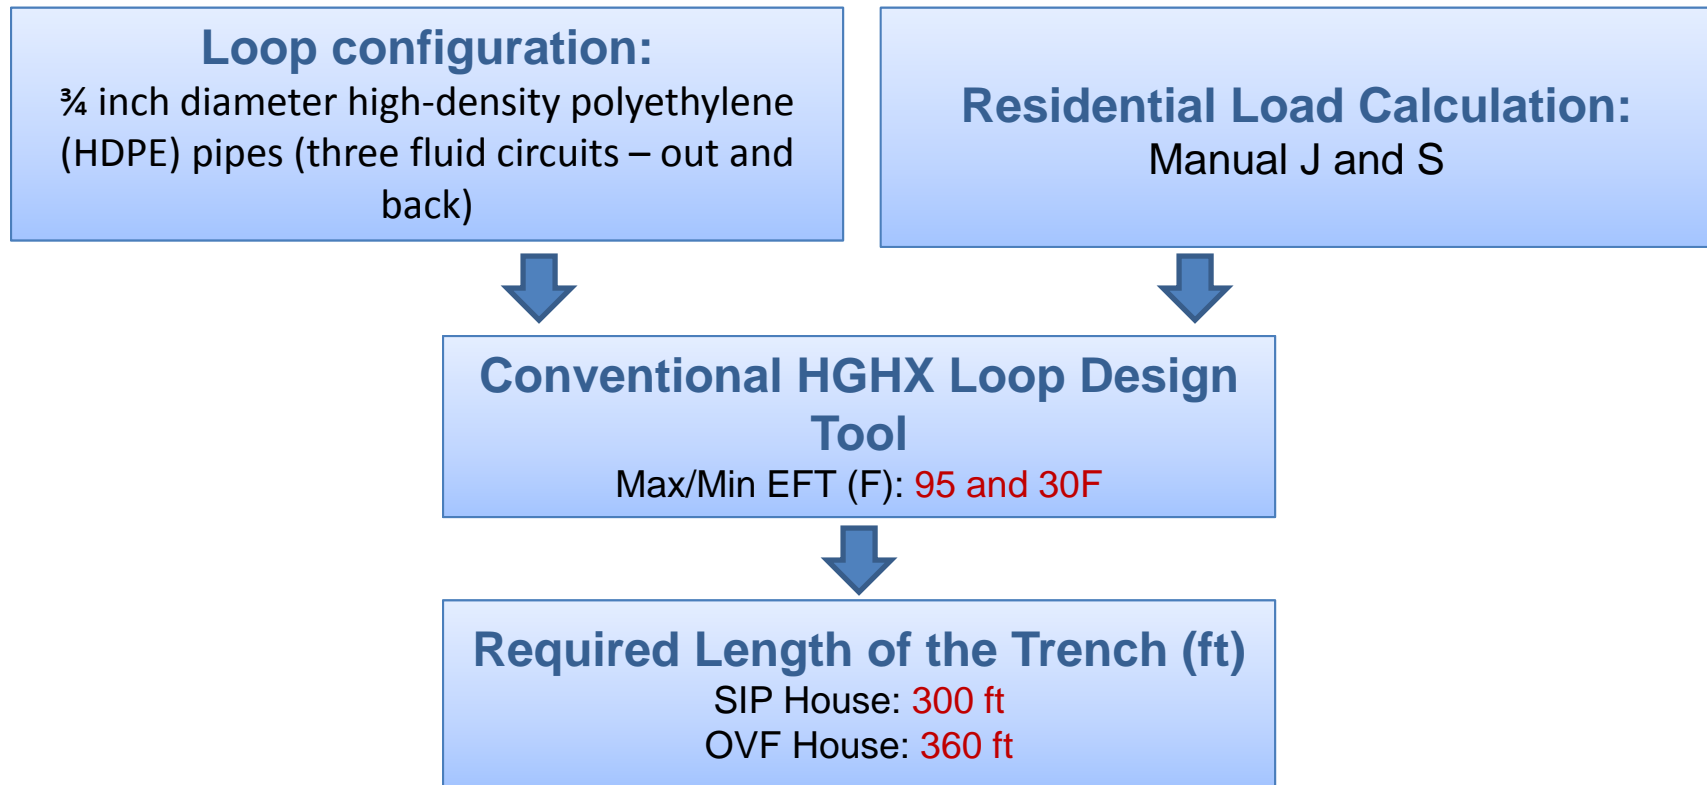 Loop configuration:
¾ inch diameter high-density polyethylene
(HDPE) pipes (three fluid circuits – out and
back)
Residential Load Calculation:
Manual J and S
Conventional HGHX Loop Design
Tool
Max/Min EFT (F): 95 and 30F
Required Length of the Trench (ft)
SIP House: 300 ft
OVF House: 360 ft